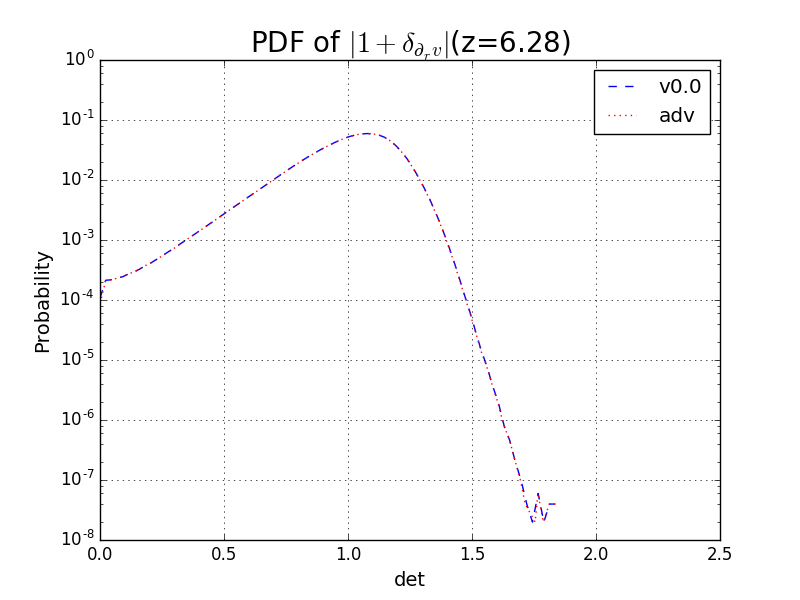 PDF of |1 + δ_{∂_r v}|(z=6.28)
10^0
10^-1
10^-2
10^-3
10^-4
10^-5
10^-6
10^-7
10^-8
Probability
v0.0
adv
0.0 0.5 1.0 1.5 2.0 2.5
det